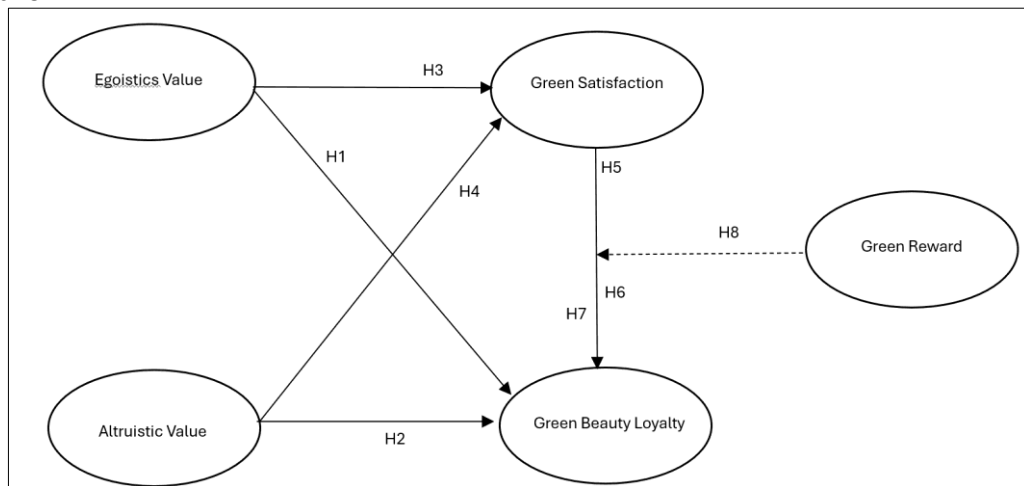 Egoistics Value
H3
Green Satisfaction
H1
H5
H4
H8
Green Reward
H6
H7
Altruistic Value
H2
Green Beauty Loyalty